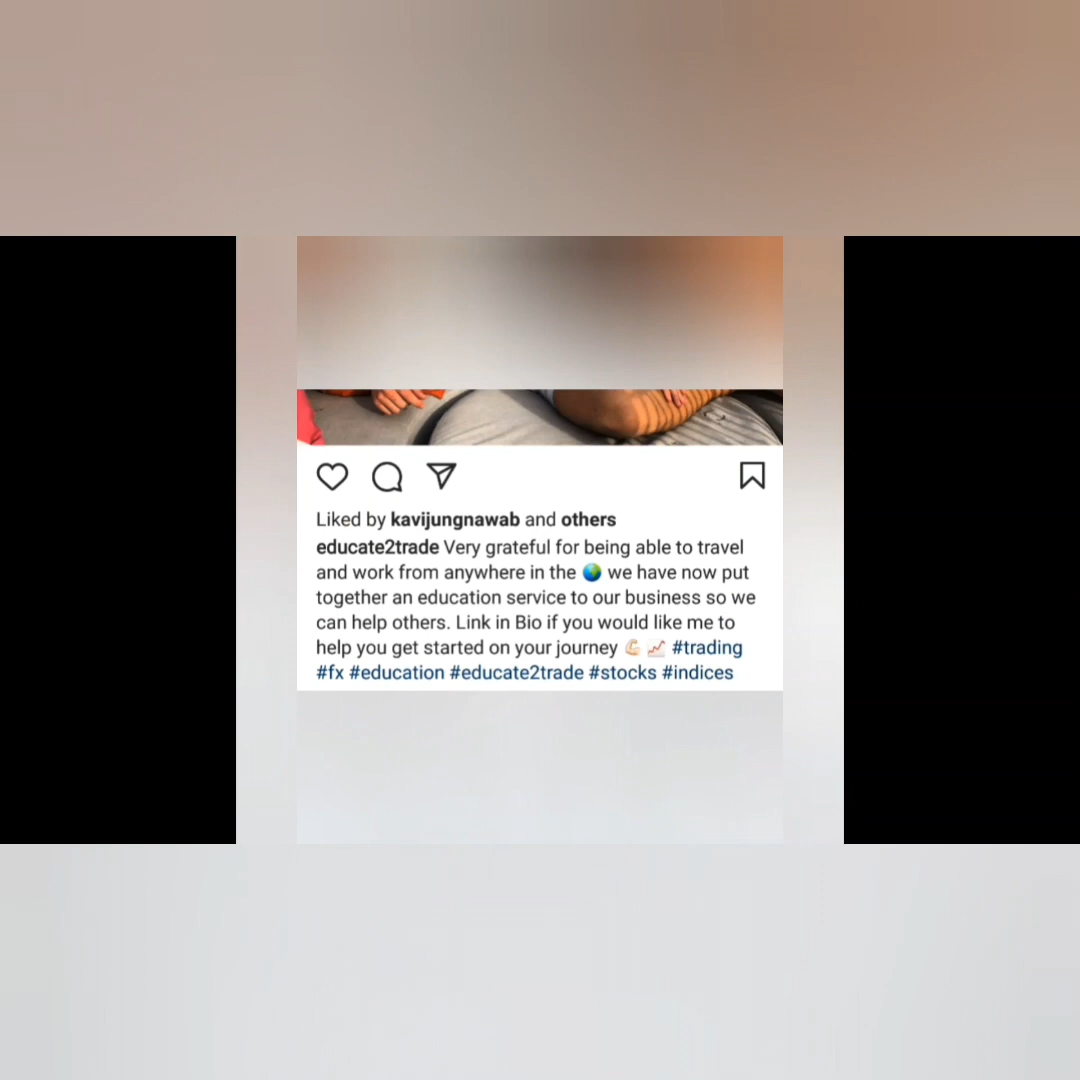 Liked by kavijungnawab and others
educate2trade Very grateful for being able to travel
and work from anywhere in the 🌍 we have now put
together an education service to our business so we
can help others. Link in Bio if you would like me to
help you get started on your journey 💪🏻 📈 #trading
#fx #education #educate2trade #stocks #indices